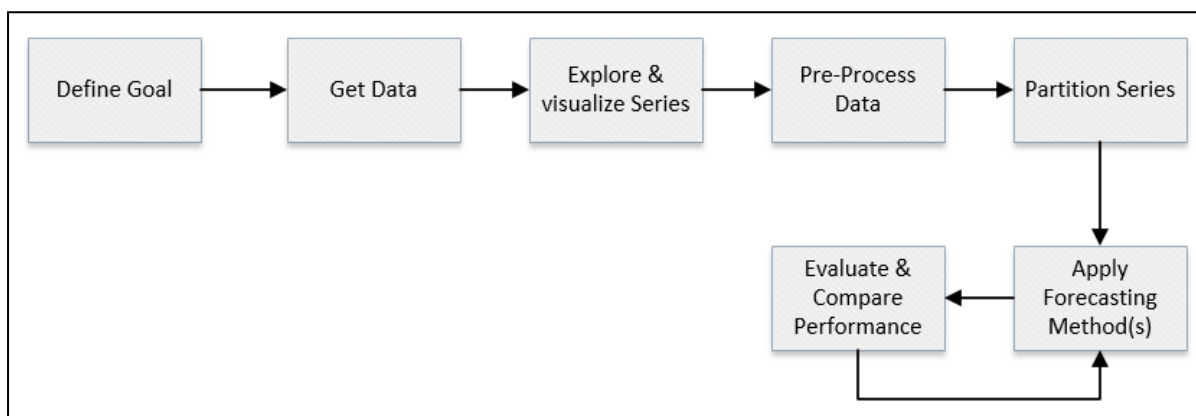 Define Goal
Get Data
Explore &
visualize Series
Pre-Process
Data
Partition Series
Evaluate &
Compare
Performance
Apply
Forecasting
Method(s)